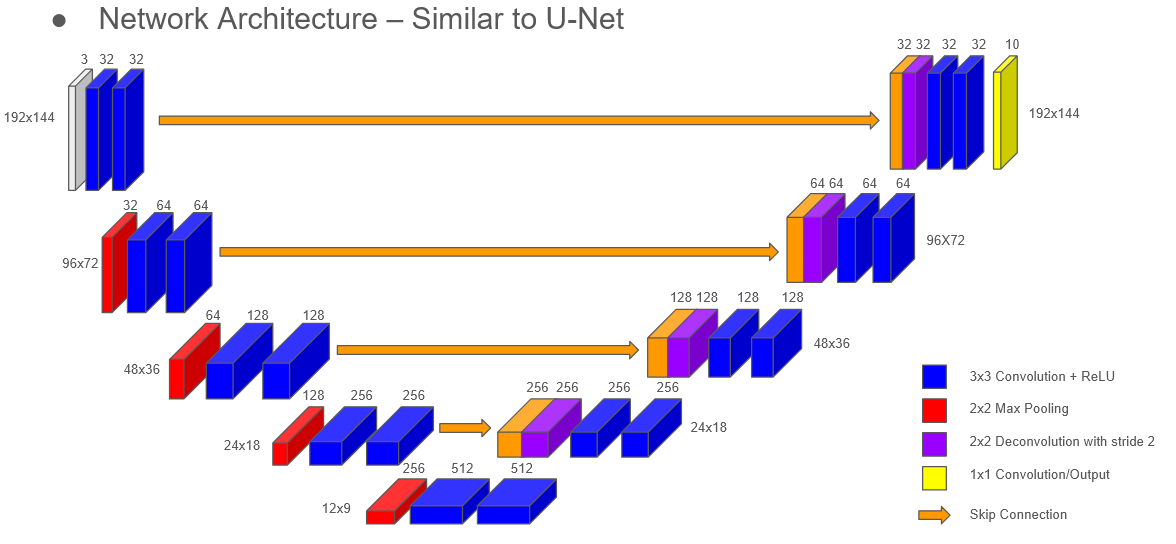 ● Network Architecture – Similar to U-Net
3 32 32
32 32 32 32 10
192x144
192x144
32 64 64
64 64 64 64
96x72
96X72
64 128 128
128 128 128 128
48x36
48x36
128 256 256
256 256 256 256
24x18
24x18
256 512 512
12x9
3x3 Convolution + ReLU
2x2 Max Pooling
2x2 Deconvolution with stride 2
1x1 Convolution/Output
Skip Connection